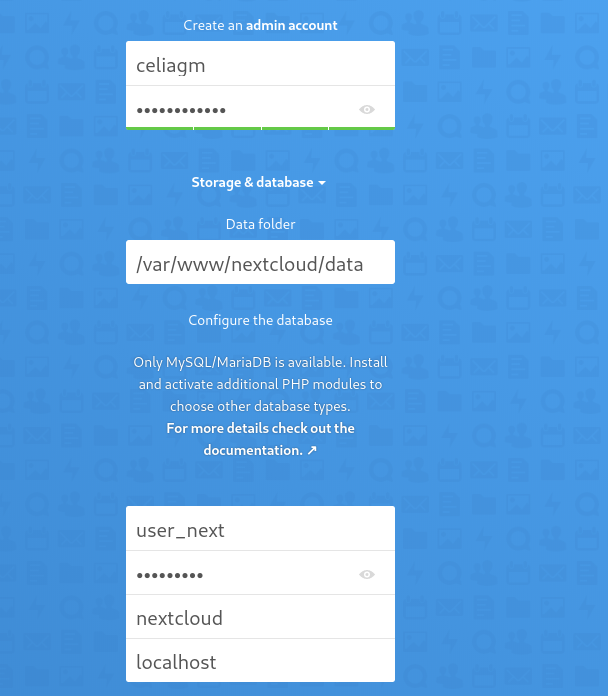 Create an admin account
celiagm
••••••••••••
Storage & database
Data folder
/var/www/nextcloud/data
Configure the database
Only MySQL/MariaDB is available. Install
and activate additional PHP modules to
choose other database types.
For more details check out the
documentation. ↗
user_next
•••••••••
nextcloud
localhost